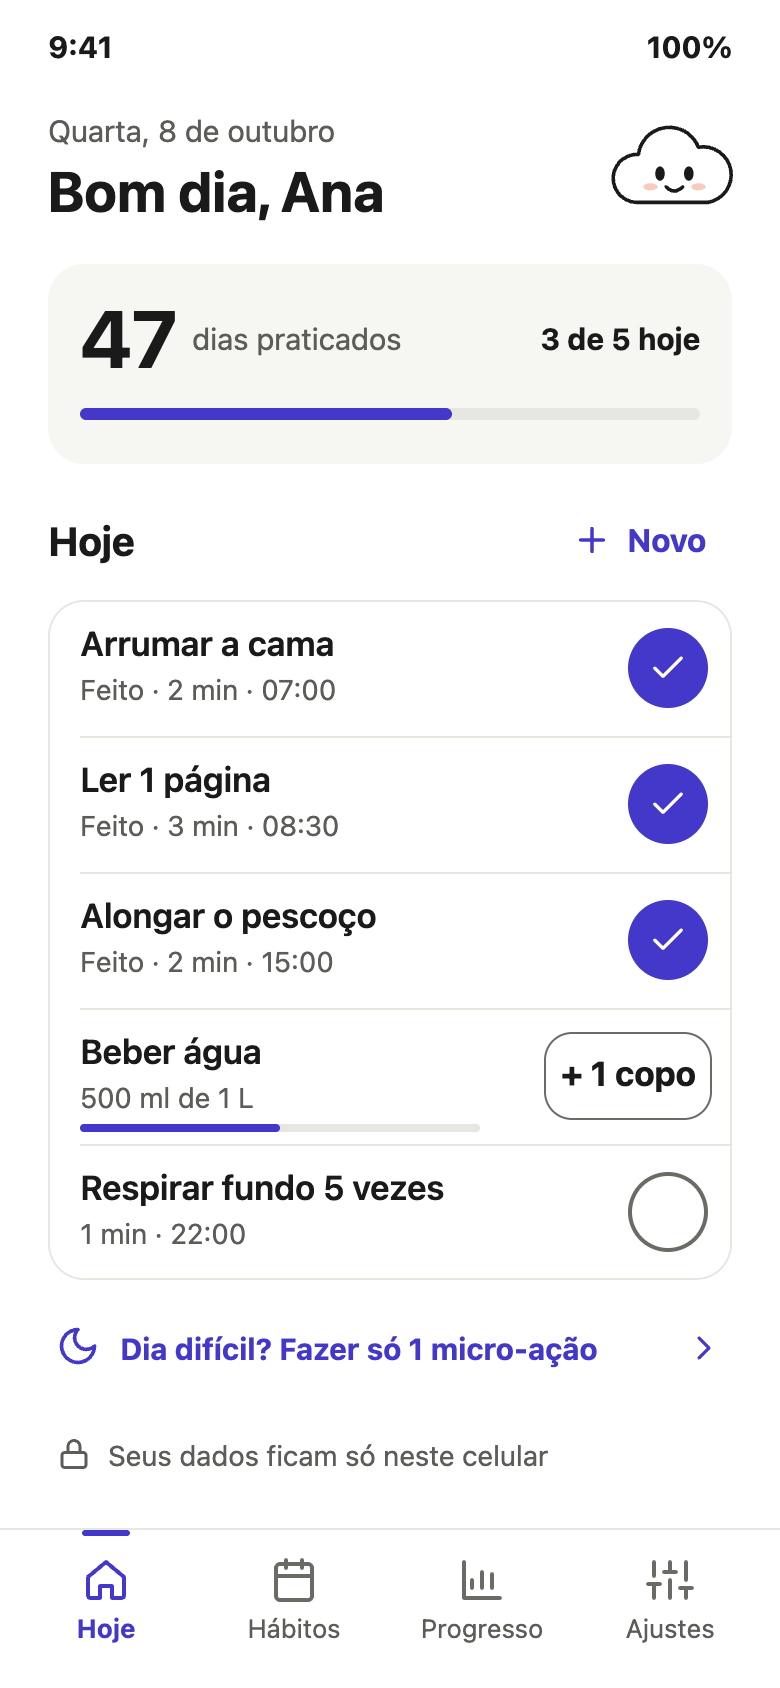 9:41
100%
Quarta, 8 de outubro
Bom dia, Ana
47 dias praticados
3 de 5 hoje
Hoje
+ Novo
Arrumar a cama
Feito · 2 min · 07:00
Ler 1 página
Feito · 3 min · 08:30
Alongar o pescoço
Feito · 2 min · 15:00
Beber água
500 ml de 1 L
+ 1 copo
Respirar fundo 5 vezes
1 min · 22:00
Dia difícil? Fazer só 1 micro-ação
Seus dados ficam só neste celular
Hoje
Hábitos
Progresso
Ajustes